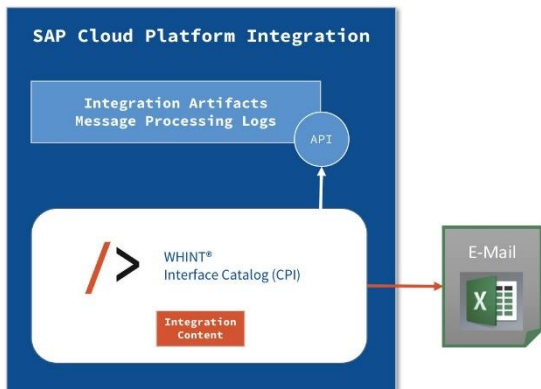 SAP Cloud Platform Integration
Integration Artifacts
Message Processing Logs
API
/>
WHINT®
Interface Catalog (CPI)
Integration
Content
E-Mail
X